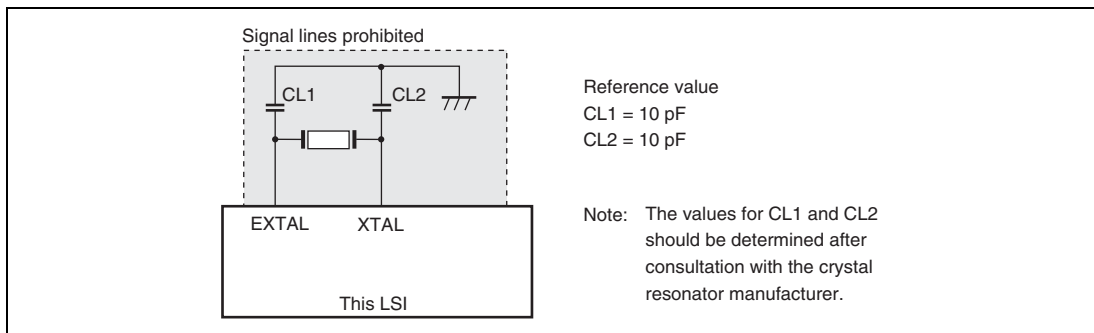 Signal lines prohibited
CL1
CL2
EXTAL
XTAL
This LSI
Reference value
CL1 = 10 pF
CL2 = 10 pF
Note: The values for CL1 and CL2
should be determined after
consultation with the crystal
resonator manufacturer.